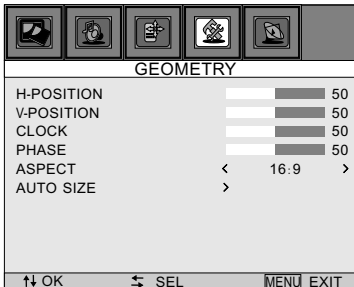 GEOMETRY
H-POSITION 50
V-POSITION 50
CLOCK 50
PHASE 50
ASPECT < 16:9 >
AUTO SIZE >
OK SEL MENU EXIT